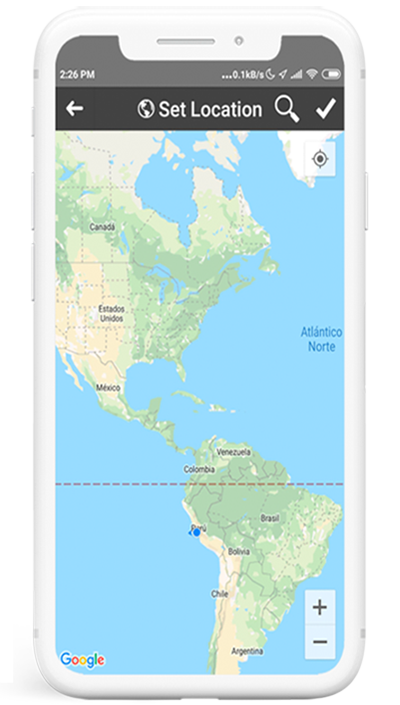 2:26 PM
...0.1kB/s
Set Location
Canadá
Estados
Unidos
Atlántico
Norte
México
Venezuela
Colombia
Perú
Brasil
Bolivia
Chile
Argentina
+
−
Google